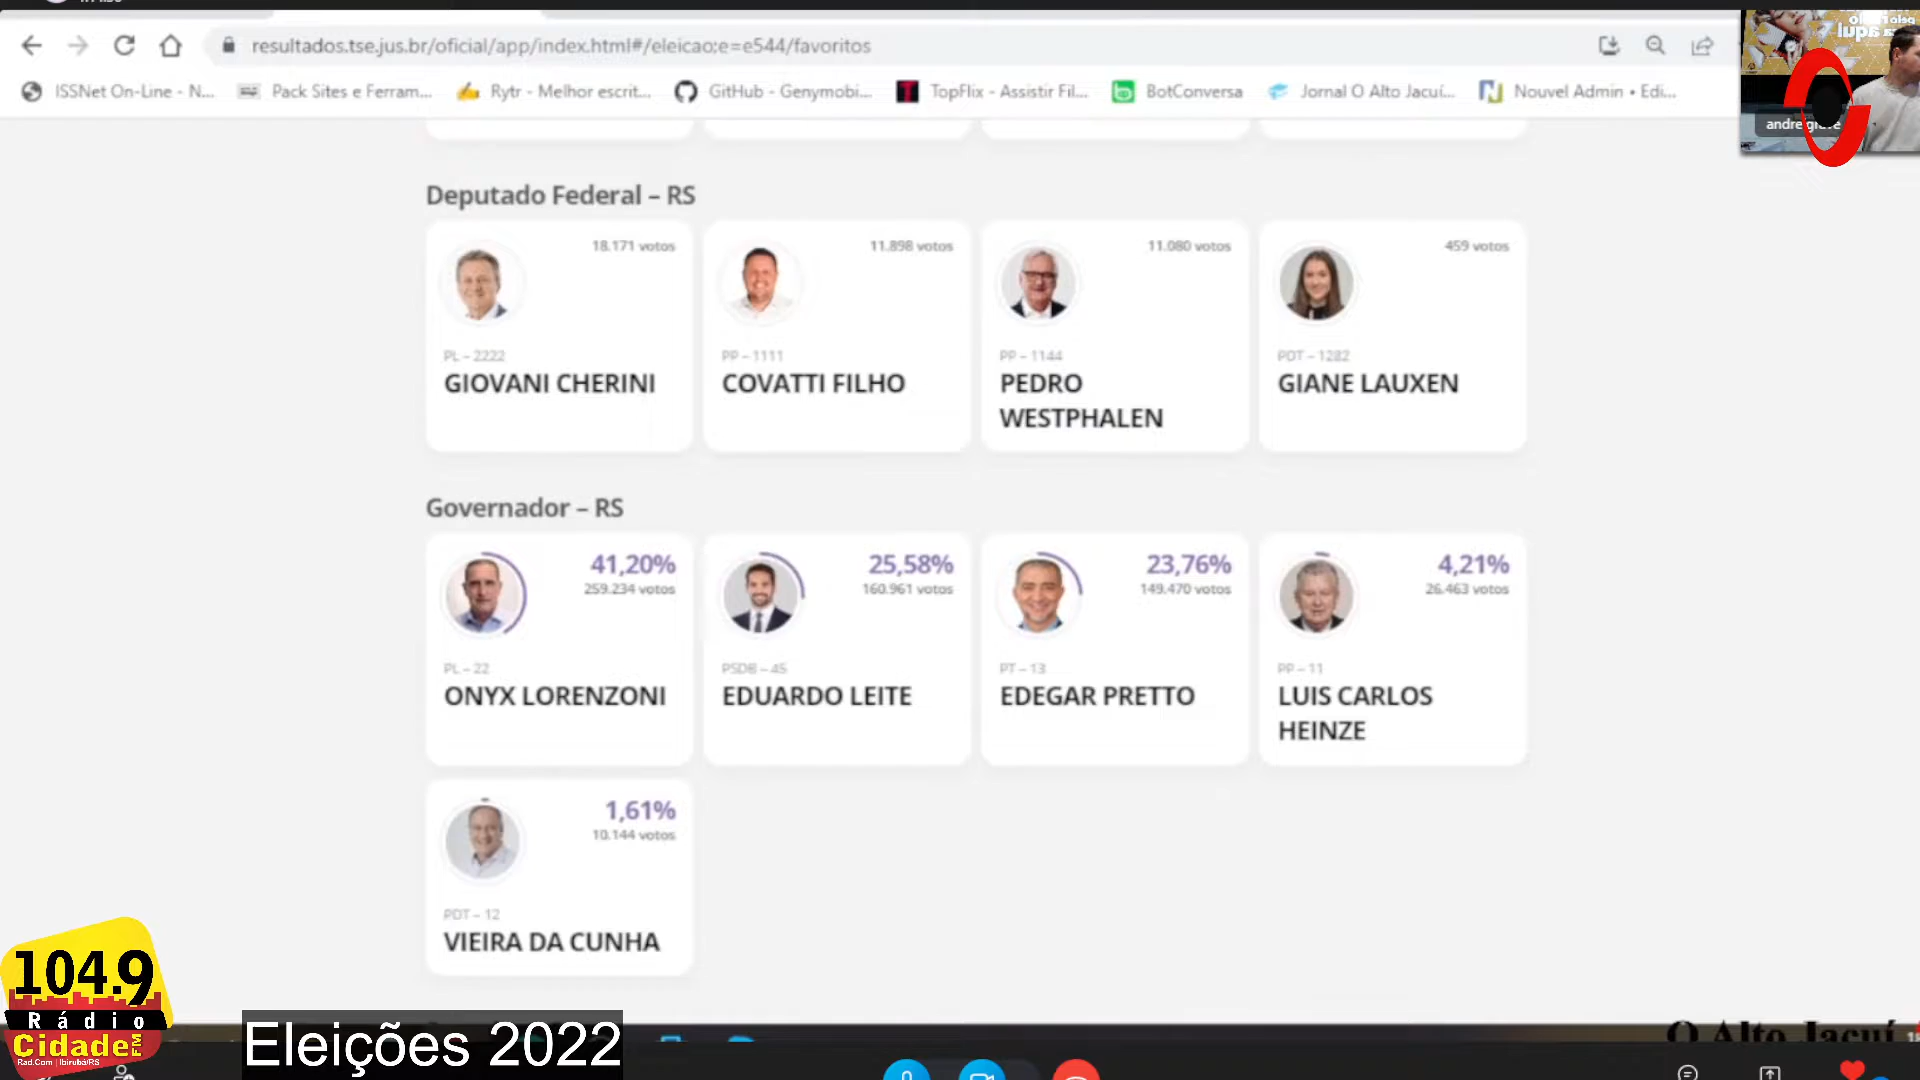 resultados.tse.jus.br/oficial/app/index.html#/eleicao:e=e544/favoritos
ISSNet On-Line - N... Pack Sites e Ferram... Rytr - Melhor escrit... GitHub - Genymobi... TopFlix - Assistir Fil... BotConversa Jornal O Alto Jacuí... Nouvel Admin • Edi...
Deputado Federal – RS
18.171 votos
PL – 2222
GIOVANI CHERINI
11.898 votos
PP – 1111
COVATTI FILHO
11.080 votos
PP – 1144
PEDRO
WESTPHALEN
459 votos
PDT – 1282
GIANE LAUXEN
Governador – RS
41,20%
259.234 votos
PL – 22
ONYX LORENZONI
25,58%
160.961 votos
PSDB – 45
EDUARDO LEITE
23,76%
149.470 votos
PT – 13
EDEGAR PRETTO
4,21%
26.463 votos
PP – 11
LUIS CARLOS
HEINZE
1,61%
10.144 votos
PDT – 12
VIEIRA DA CUNHA
104.9
Rádio
Cidade FM
Rad.Com | Ibirubá/RS
Eleições 2022
O Alto Jacuí